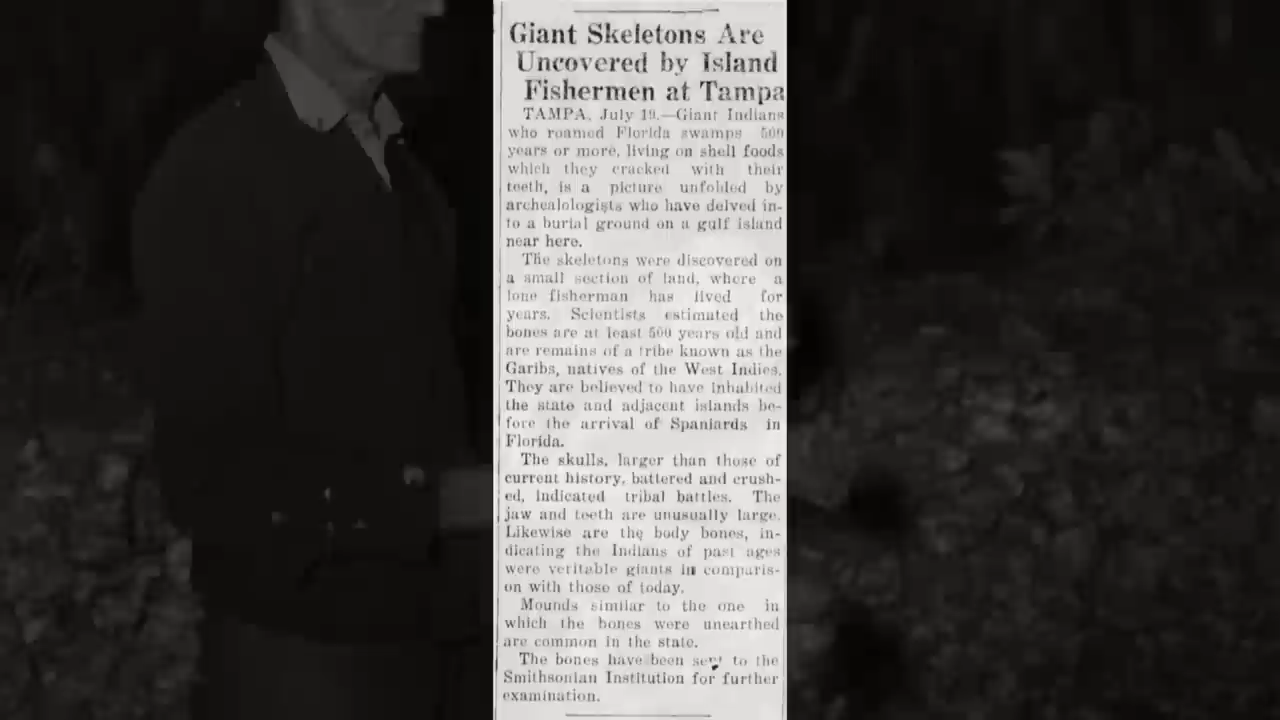 Giant Skeletons Are
Uncovered by Island
Fishermen at Tampa
TAMPA, July 19.—Giant Indians
who roamed Florida swamps 500
years or more, living on shell foods
which they cracked with their
teeth, is a picture unfolded by
archealologists who have delved in-
to a burial ground on a gulf island
near here.
The skeletons were discovered on
a small section of land, where a
lone fisherman has lived for
years. Scientists estimated the
bones are at least 500 years old and
are remains of a tribe known as the
Garibs, natives of the West Indies.
They are believed to have inhabited
the state and adjacent islands be-
fore the arrival of Spaniards in
Florida.
The skulls, larger than those of
current history, battered and crush-
ed, indicated tribal battles. The
jaw and teeth are unusually large.
Likewise are the body bones, in-
dicating the Indians of past ages
were veritable giants in comparis-
on with those of today.
Mounds similar to the one in
which the bones were unearthed
are common in the state.
The bones have been sent to the
Smithsonian Institution for further
examination.